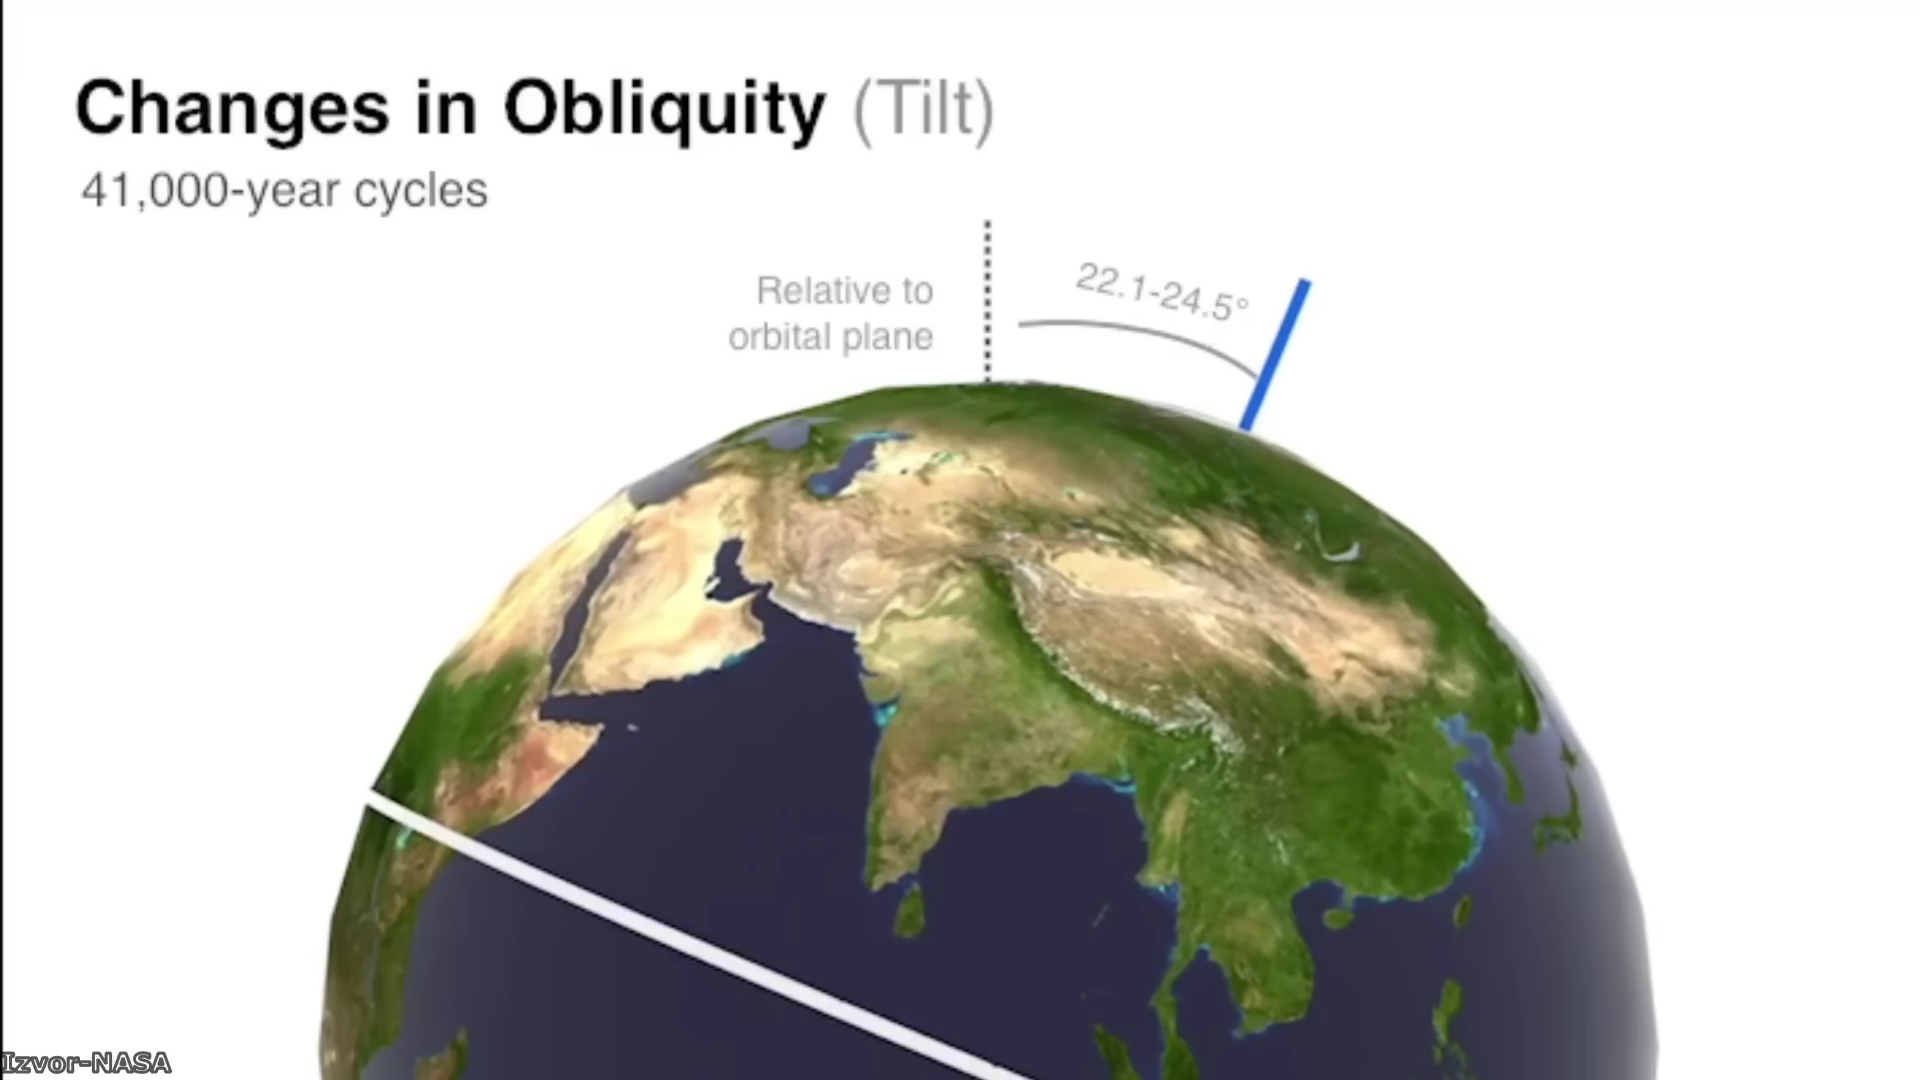 Changes in Obliquity (Tilt)
41,000-year cycles
Relative to
orbital plane
22.1-24.5°
Izvor-NASA